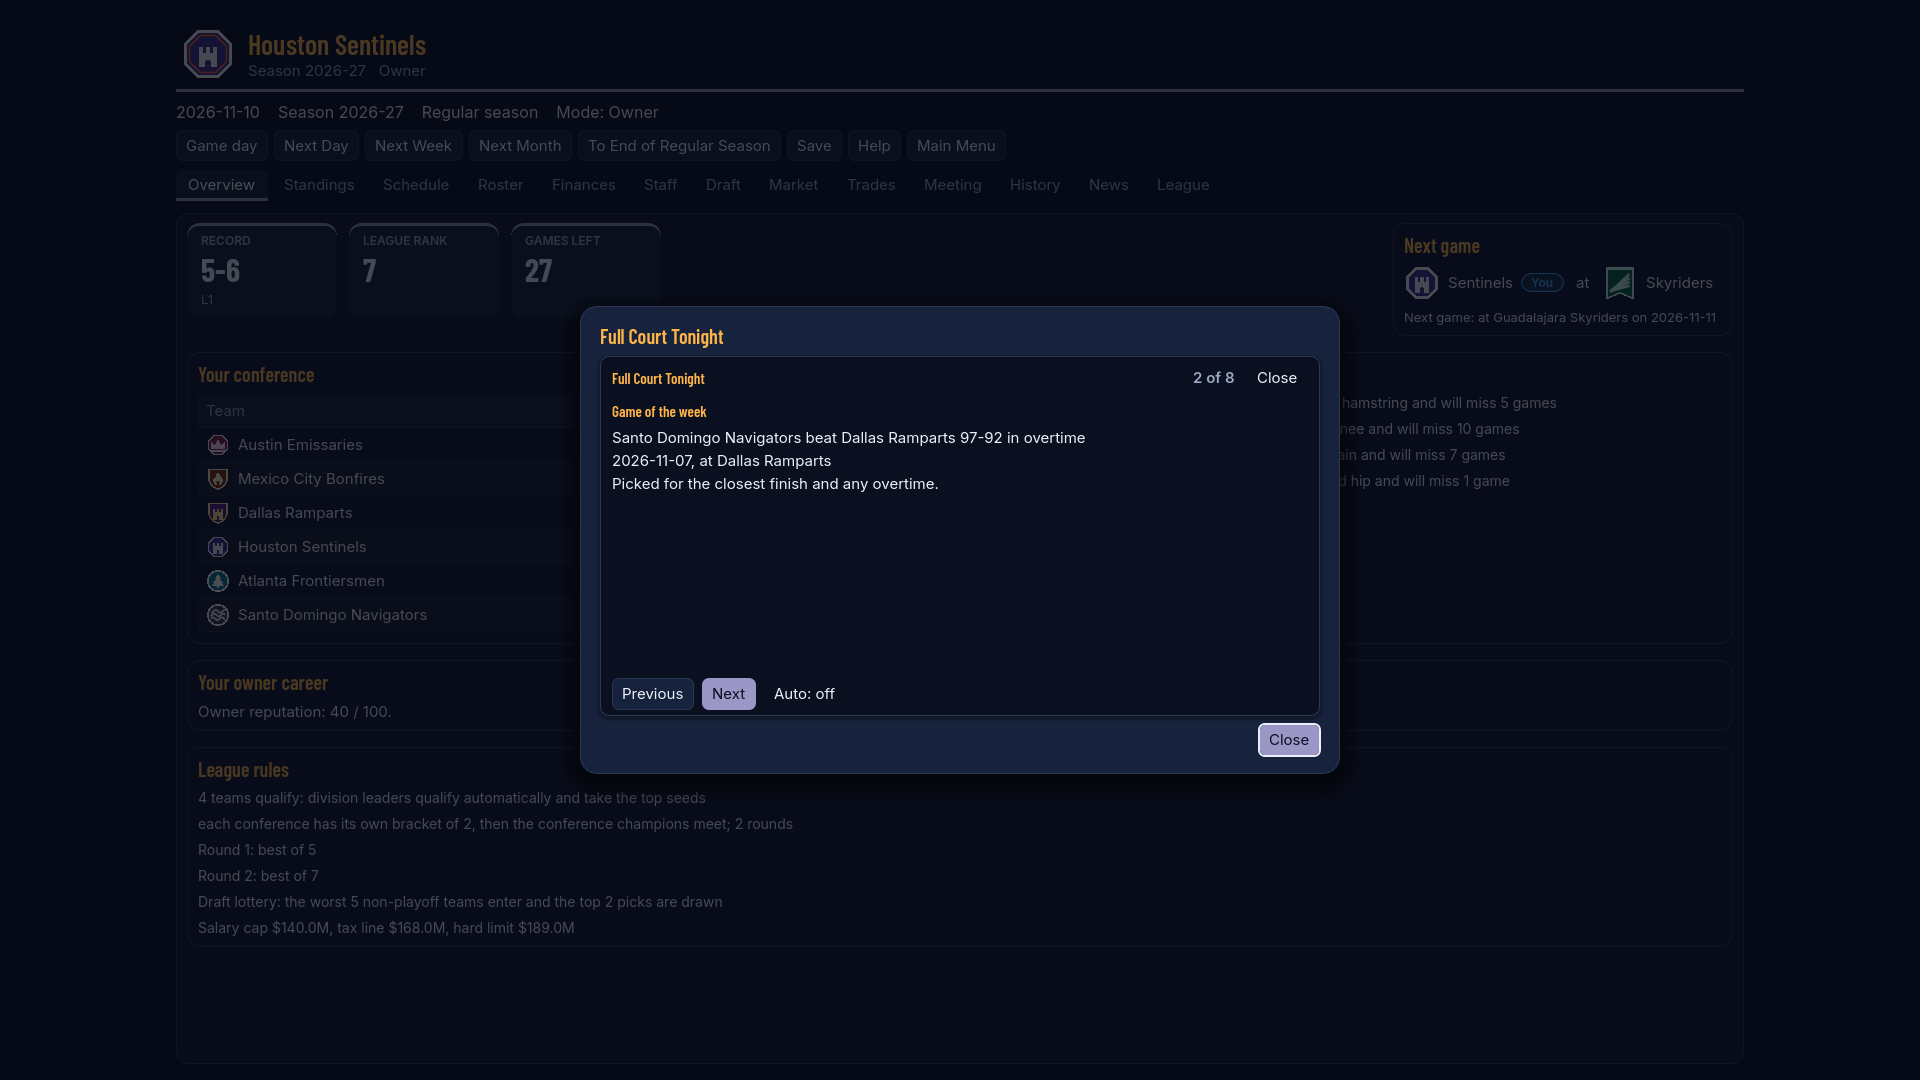 Houston Sentinels
Season 2026-27 Owner
2026-11-10 Season 2026-27 Regular season Mode: Owner
Game day Next Day Next Week Next Month To End of Regular Season Save Help Main Menu
Overview Standings Schedule Roster Finances Staff Draft Market Trades Meeting History News League
RECORD
5-6
L1
LEAGUE RANK
7
GAMES LEFT
27
Next game
Sentinels You at Skyriders
Next game: at Guadalajara Skyriders on 2026-11-11
Your conference
Team
Austin Emissaries
Mexico City Bonfires
Dallas Ramparts
Houston Sentinels
Atlanta Frontiersmen
Santo Domingo Navigators
hamstring and will miss 5 games
and will miss 10 games
and will miss 7 games
hip and will miss 1 game
Full Court Tonight
Full Court Tonight 2 of 8 Close
Game of the week
Santo Domingo Navigators beat Dallas Ramparts 97-92 in overtime
2026-11-07, at Dallas Ramparts
Picked for the closest finish and any overtime.
Previous Next Auto: off
Close
Your owner career
Owner reputation: 40 / 100.
League rules
4 teams qualify: division leaders qualify automatically and take the top seeds
each conference has its own bracket of 2, then the conference champions meet; 2 rounds
Round 1: best of 5
Round 2: best of 7
Draft lottery: the worst 5 non-playoff teams enter and the top 2 picks are drawn
Salary cap $140.0M, tax line $168.0M, hard limit $189.0M